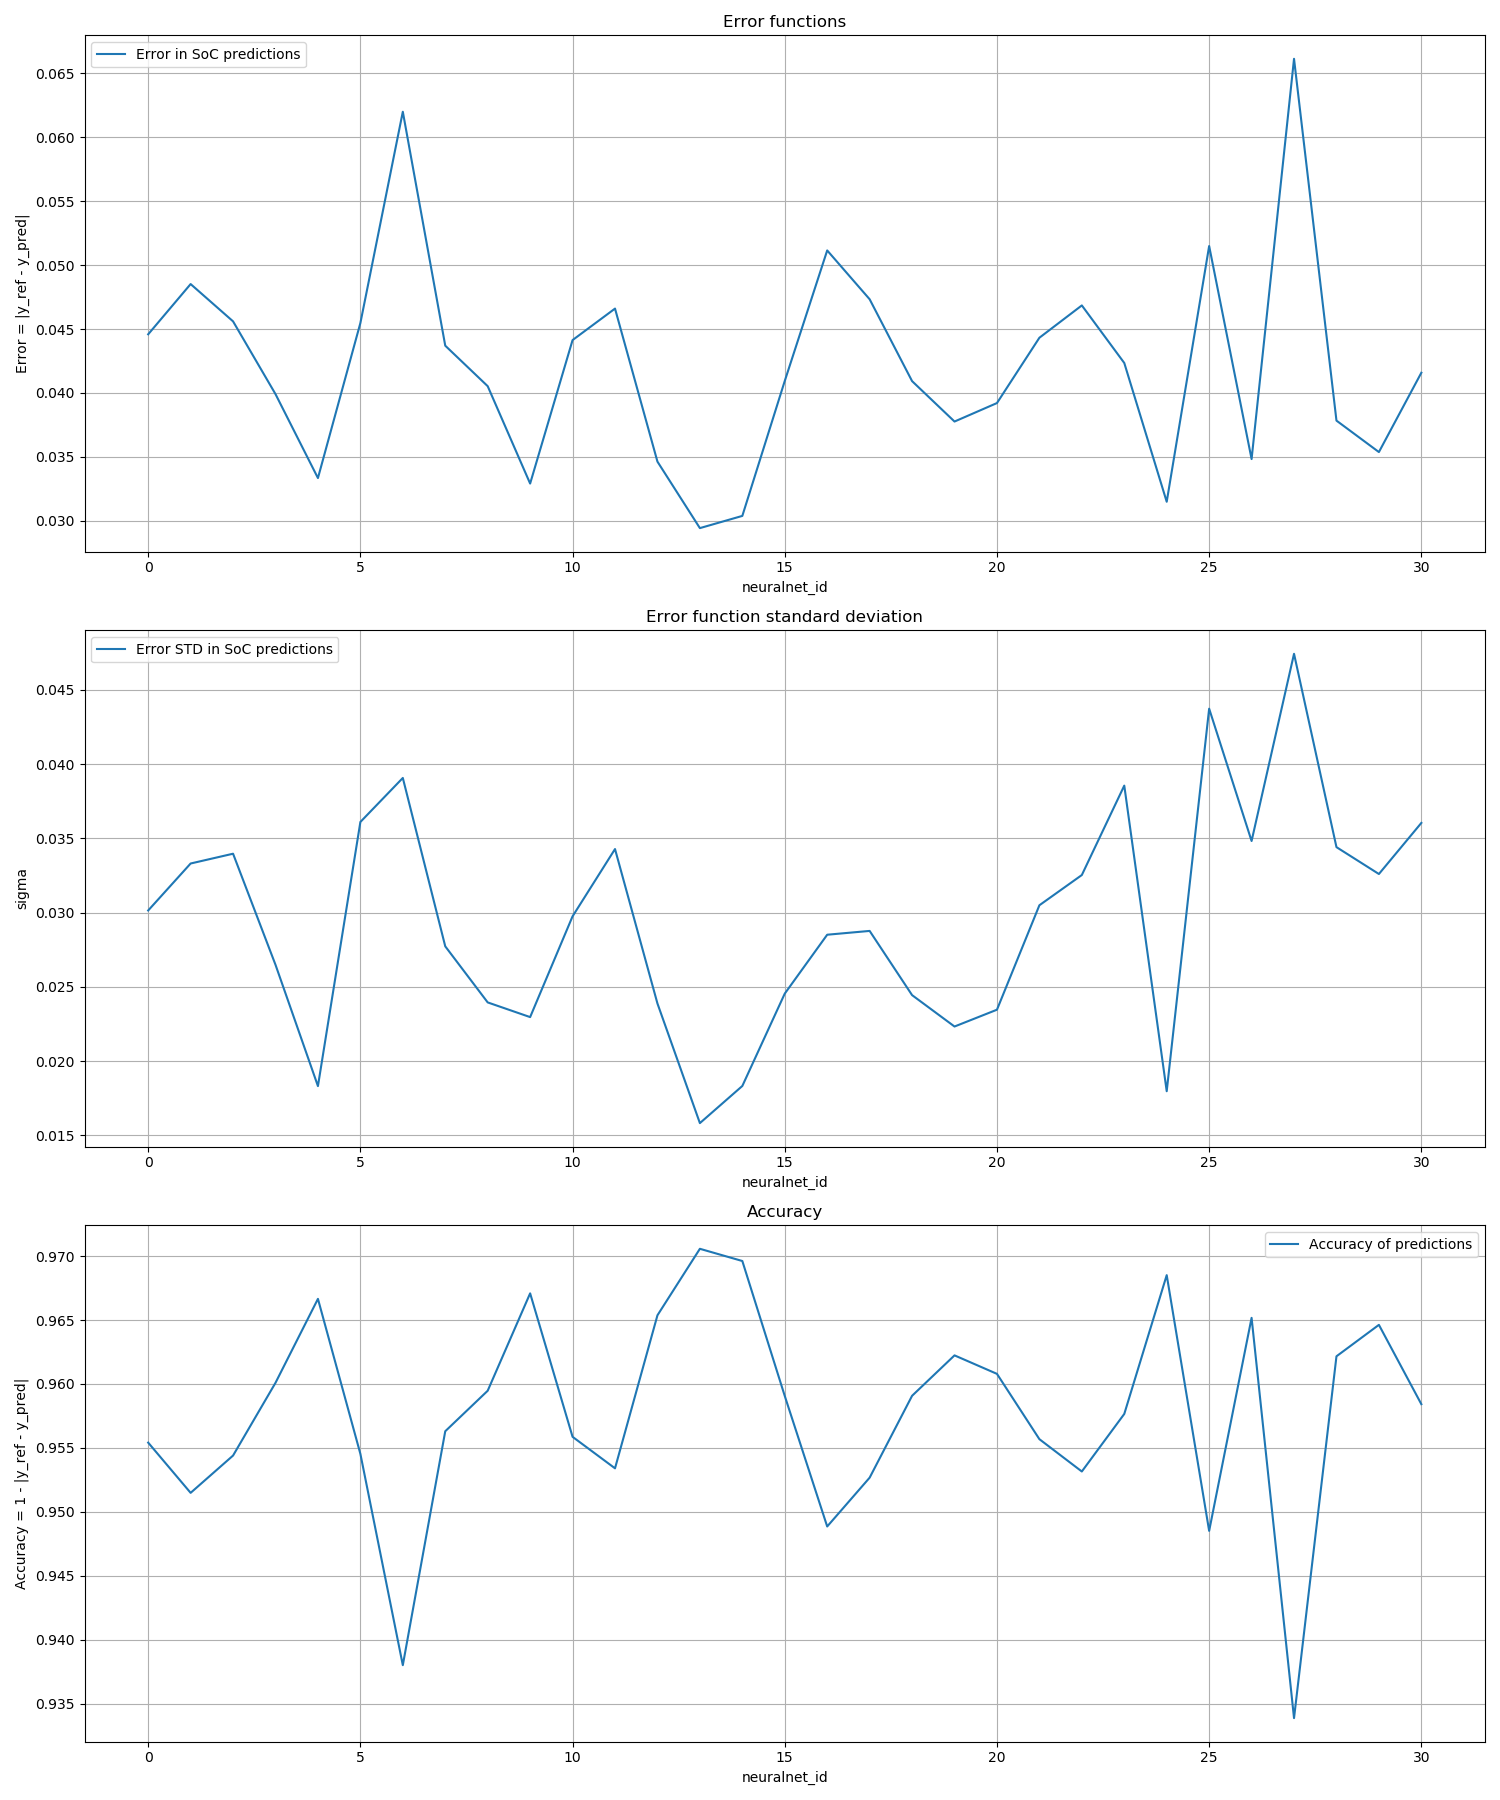 Error functions
Error in SoC predictions
0.065
0.060
0.055
0.050
0.045
0.040
0.035
0.030
Error = |y_ref - y_pred|
0 5 10 15 20 25 30
neuralnet_id
Error function standard deviation
Error STD in SoC predictions
0.045
0.040
0.035
0.030
0.025
0.020
0.015
sigma
0 5 10 15 20 25 30
neuralnet_id
Accuracy
Accuracy of predictions
0.970
0.965
0.960
0.955
0.950
0.945
0.940
0.935
Accuracy = 1 - |y_ref - y_pred|
0 5 10 15 20 25 30
neuralnet_id